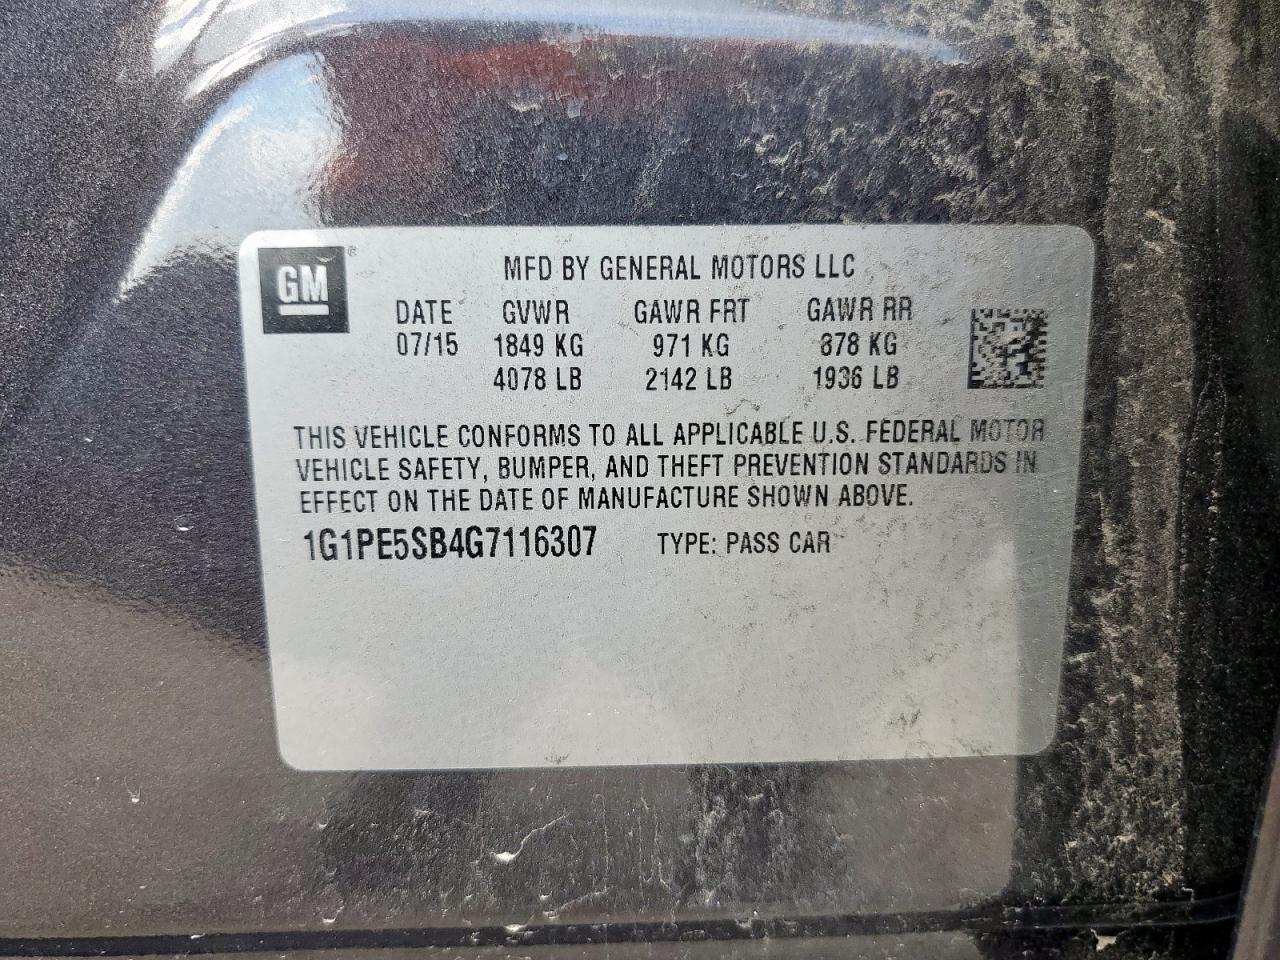 GM®
MFD BY GENERAL MOTORS LLC
DATE GVWR GAWR FRT GAWR RR
07/15 1849 KG 971 KG 878 KG
4078 LB 2142 LB 1936 LB
THIS VEHICLE CONFORMS TO ALL APPLICABLE U.S. FEDERAL MOTOR
VEHICLE SAFETY, BUMPER, AND THEFT PREVENTION STANDARDS IN
EFFECT ON THE DATE OF MANUFACTURE SHOWN ABOVE.
1G1PE5SB4G7116307 TYPE: PASS CAR